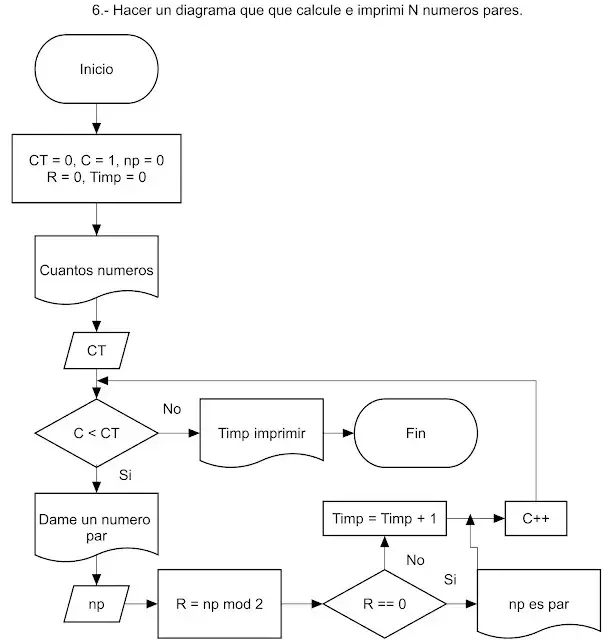 6.- Hacer un diagrama que que calcule e imprimi N numeros pares.
Inicio
CT = 0, C = 1, np = 0
R = 0, Timp = 0
Cuantos numeros
CT
C < CT
No
Timp imprimir
Fin
Si
Dame un numero
par
Timp = Timp + 1
C++
No
np
R = np mod 2
R == 0
Si
np es par